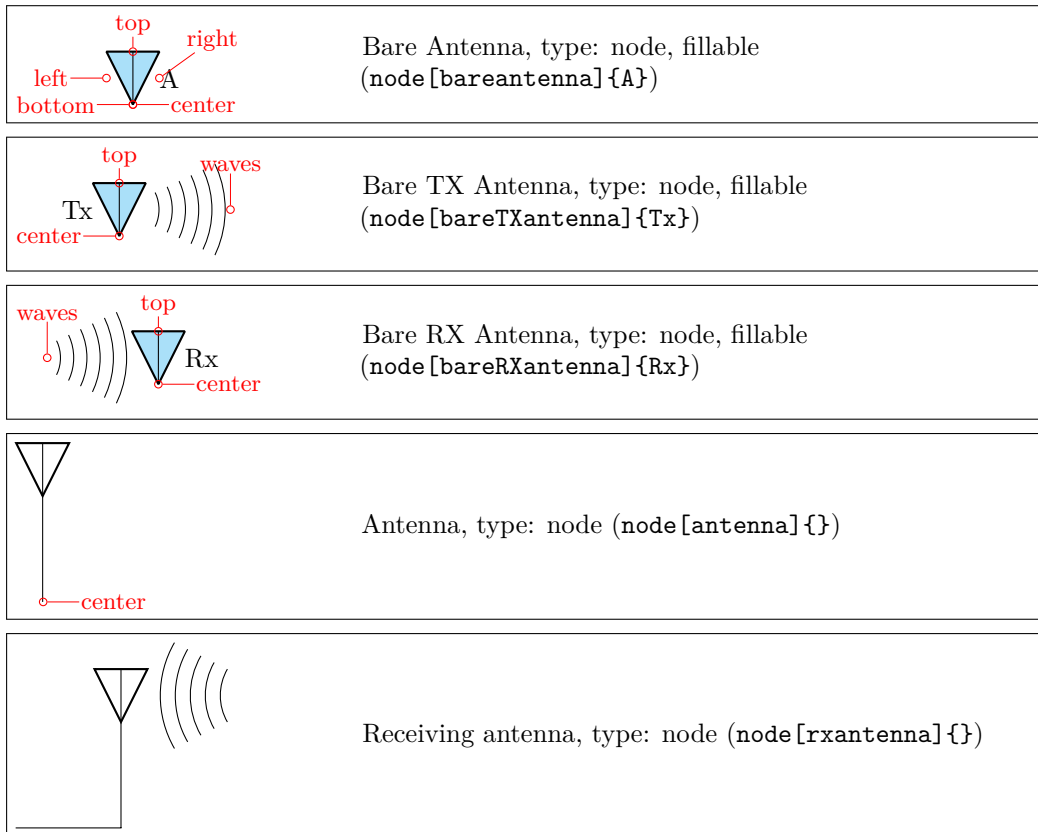 top
right
left
A
bottom
center
Bare Antenna, type: node, fillable
(node[bareantenna]{A})
top
waves
Tx
center
Bare TX Antenna, type: node, fillable
(node[bareTXantenna]{Tx})
waves
top
Rx
center
Bare RX Antenna, type: node, fillable
(node[bareRXantenna]{Rx})
center
Antenna, type: node (node[antenna]{})
Receiving antenna, type: node (node[rxantenna]{})